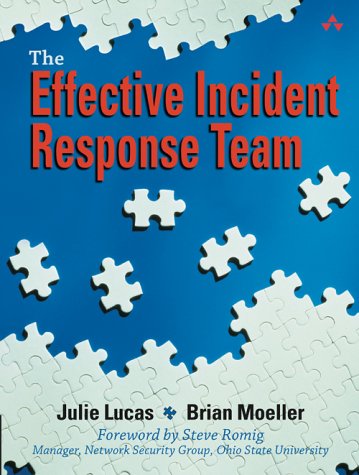 The
Effective Incident
Response Team
Julie Lucas Brian Moeller
Foreword by Steve Romig
Manager, Network Security Group, Ohio State University